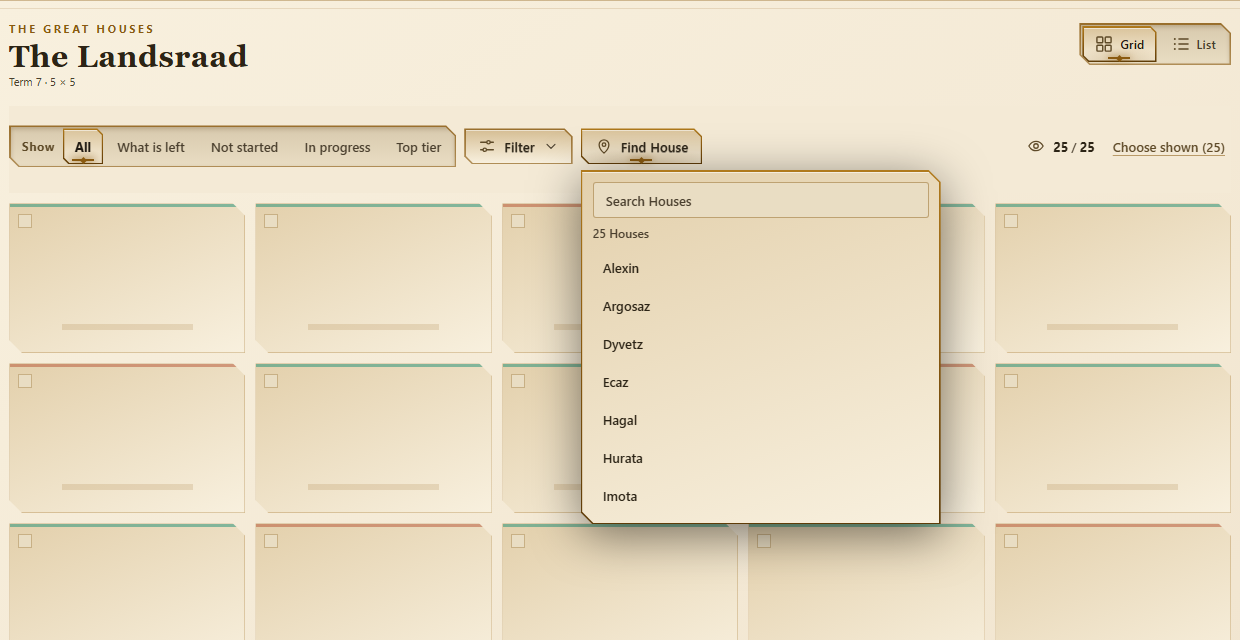 THE GREAT HOUSES
The Landsraad
Term 7 · 5 × 5
Grid
List
Show
All
What is left
Not started
In progress
Top tier
Filter
Find House
25 / 25
Choose shown (25)
Search Houses
25 Houses
Alexin
Argosaz
Dyvetz
Ecaz
Hagal
Hurata
Imota